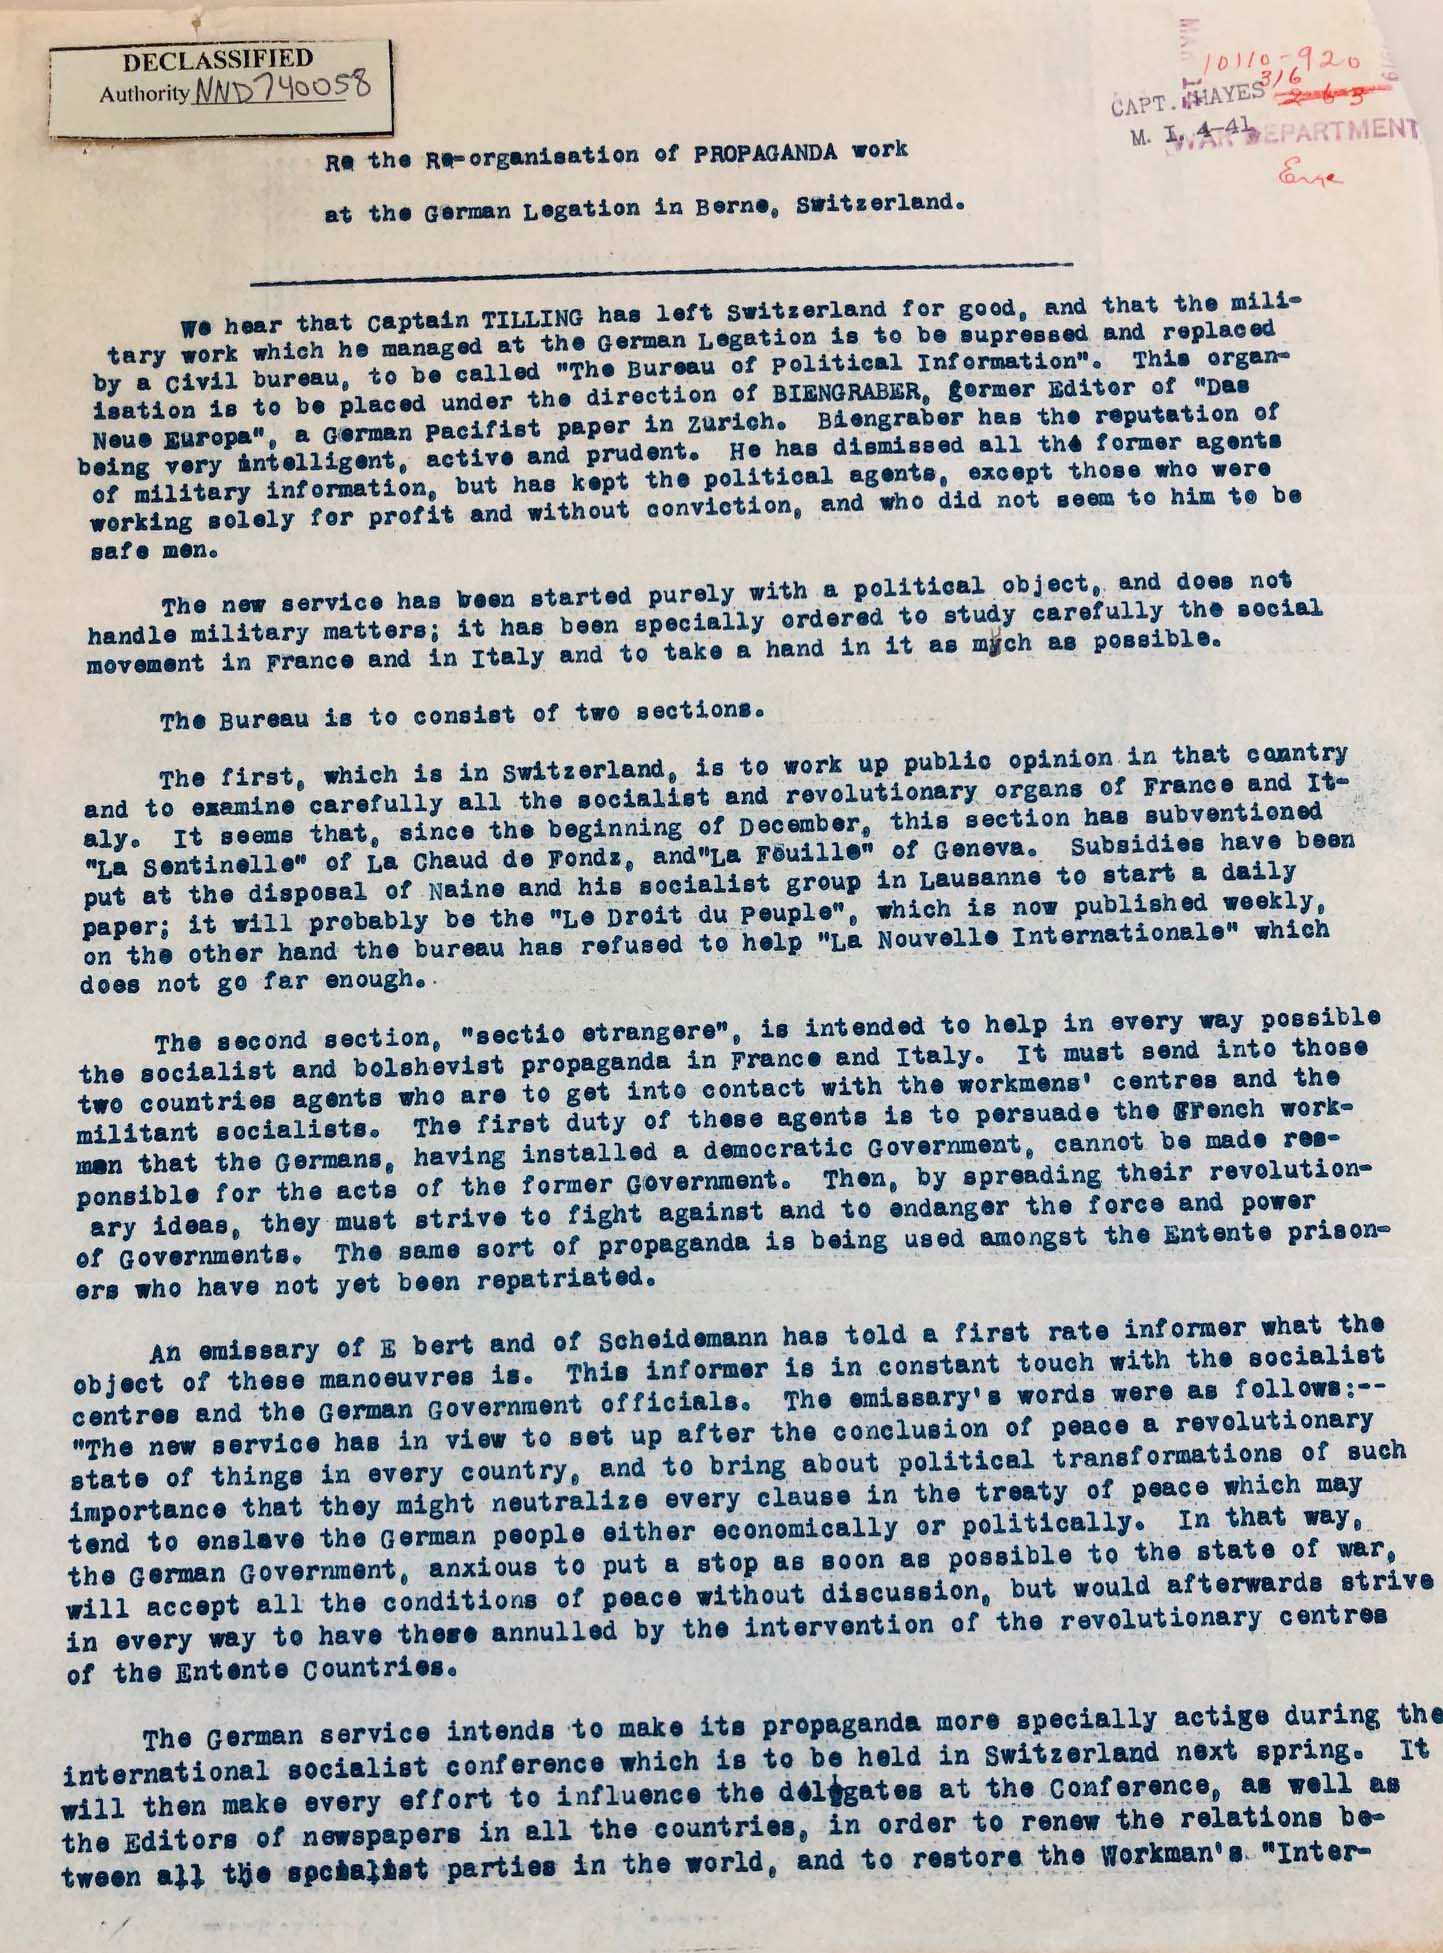 DECLASSIFIED
Authority NND740058
10110-920
316
CAPT. HAYES
M. I. 4-41
WAR DEPARTMENT
Re the Re-organisation of PROPAGANDA work
at the German Legation in Berne, Switzerland.
We hear that Captain TILLING has left Switzerland for good, and that the mili-
tary work which he managed at the German Legation is to be supressed and replaced
by a Civil bureau, to be called "The Bureau of Political Information". This organ-
isation is to be placed under the direction of BIENGRABER, former Editor of "Das
Neue Europa", a German Pacifist paper in Zurich. Biengraber has the reputation of
being very intelligent, active and prudent. He has dismissed all the former agents
of military information, but has kept the political agents, except those who were
working solely for profit and without conviction, and who did not seem to him to be
safe men.
The new service has been started purely with a political object, and does not
handle military matters; it has been specially ordered to study carefully the social
movement in France and in Italy and to take a hand in it as much as possible.
The Bureau is to consist of two sections.
The first, which is in Switzerland, is to work up public opinion in that conntry
and to examine carefully all the socialist and revolutionary organs of France and It-
aly. It seems that, since the beginning of December, this section has subventioned
"La Sentinelle" of La Chaud de Fondz, and"La Feuille" of Geneva. Subsidies have been
put at the disposal of Naine and his socialist group in Lausanne to start a daily
paper; it will probably be the "Le Droit du Peuple", which is now published weekly,
on the other hand the bureau has refused to help "La Nouvelle Internationale" which
does not go far enough.
The second section, "sectio etrangere", is intended to help in every way possible
the socialist and bolshevist propaganda in France and Italy. It must send into those
two countries agents who are to get into contact with the workmens' centres and the
militant socialists. The first duty of these agents is to persuade the French work-
men that the Germans, having installed a democratic Government, cannot be made res-
ponsible for the acts of the former Government. Then, by spreading their revolution-
ary ideas, they must strive to fight against and to endanger the force and power
of Governments. The same sort of propaganda is being used amongst the Entente prison-
ers who have not yet been repatriated.
An emissary of E bert and of Scheidemann has told a first rate informer what the
object of these manoeuvres is. This informer is in constant touch with the socialist
centres and the German Government officials. The emissary's words were as follows:--
"The new service has in view to set up after the conclusion of peace a revolutionary
state of things in every country, and to bring about political transformations of such
importance that they might neutralize every clause in the treaty of peace which may
tend to enslave the German people either economically or politically. In that way,
the German Government, anxious to put a stop as soon as possible to the state of war,
will accept all the conditions of peace without discussion, but would afterwards strive
in every way to have these annulled by the intervention of the revolutionary centres
of the Entente Countries.
The German service intends to make its propaganda more specially actige during the
international socialist conference which is to be held in Switzerland next spring. It
will then make every effort to influence the delegates at the Conference, as well as
the Editors of newspapers in all the countries, in order to renew the relations be-
tween all the socialist parties in the world, and to restore the Workman's "Inter-